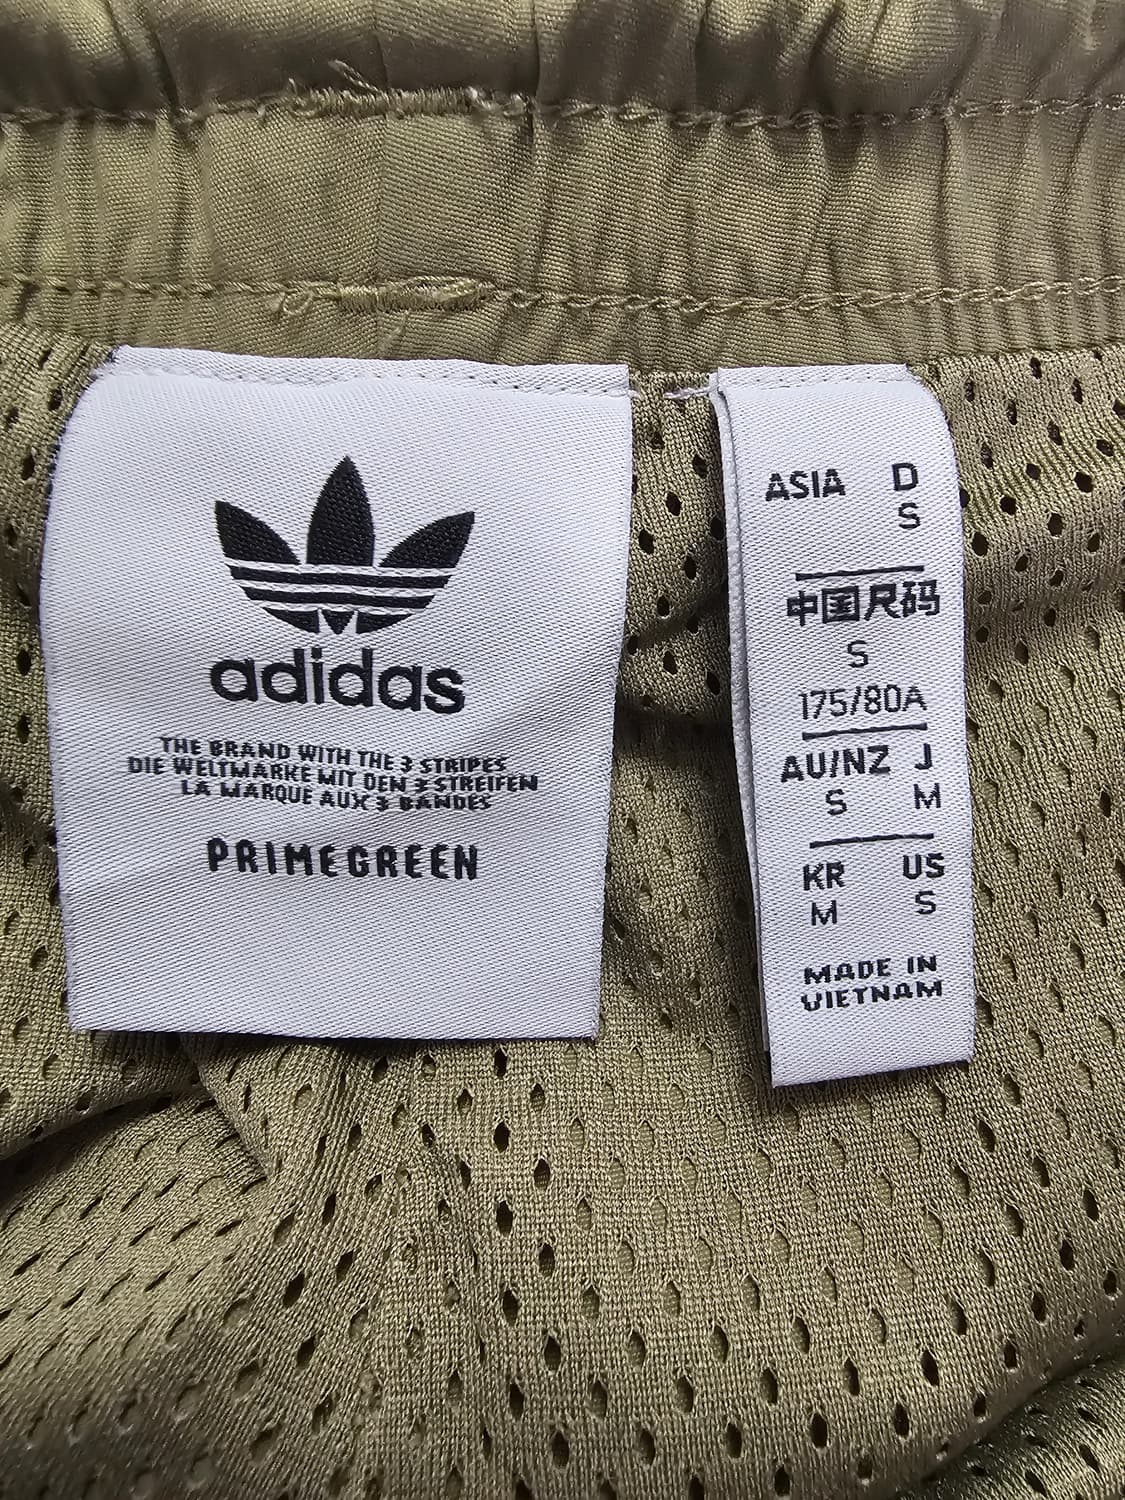 adidas
THE BRAND WITH THE 3 STRIPES
DIE WELTMARKE MIT DEN 3 STREIFEN
LA MARQUE AUX 3 BANDES
PRIMEGREEN
ASIA D
S
中国尺码
S
175/80A
AU/NZ J
S M
KR US
M S
MADE IN
VIETNAM